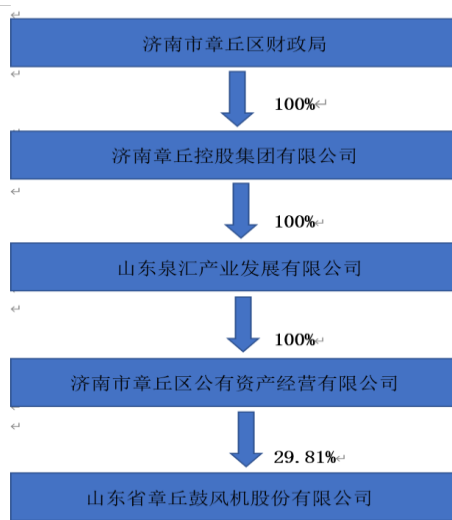 济南市章丘区财政局
100%
济南章丘控股集团有限公司
100%
山东泉汇产业发展有限公司
100%
济南市章丘区公有资产经营有限公司
29.81%
山东省章丘鼓风机股份有限公司